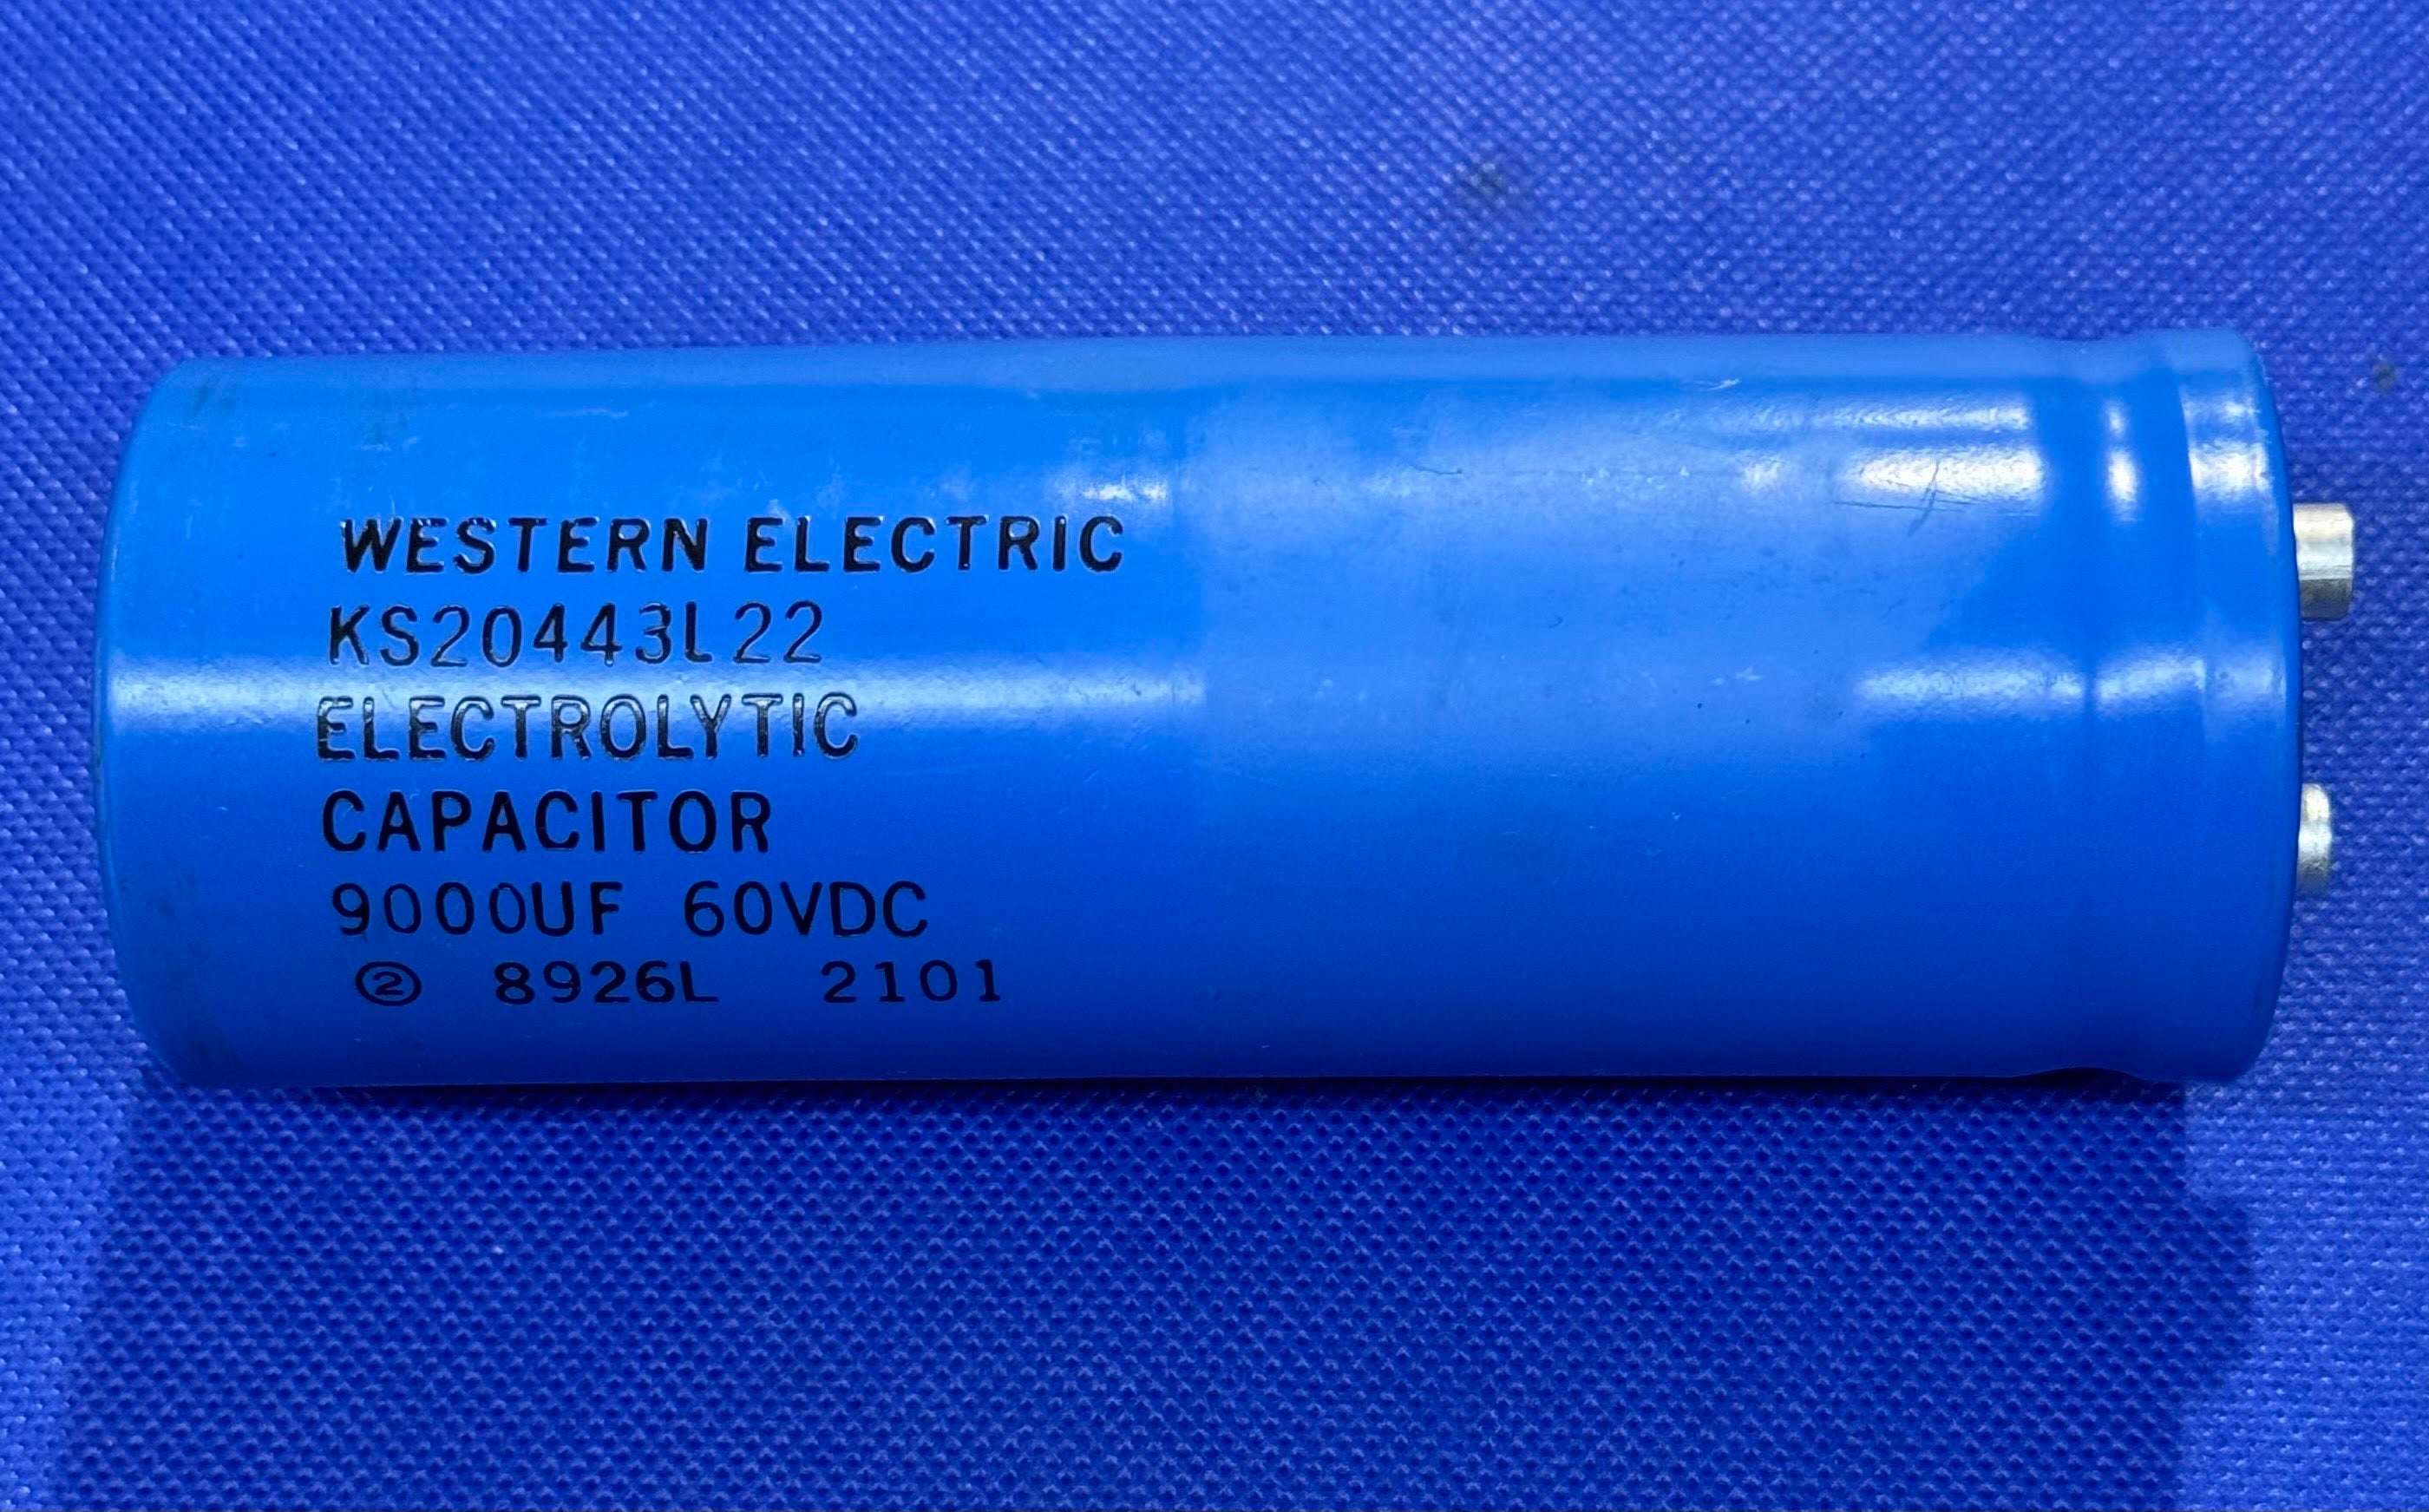 WESTERN ELECTRIC
KS20443L22
ELECTROLYTIC
CAPACITOR
9000UF 60VDC
② 8926L 2101